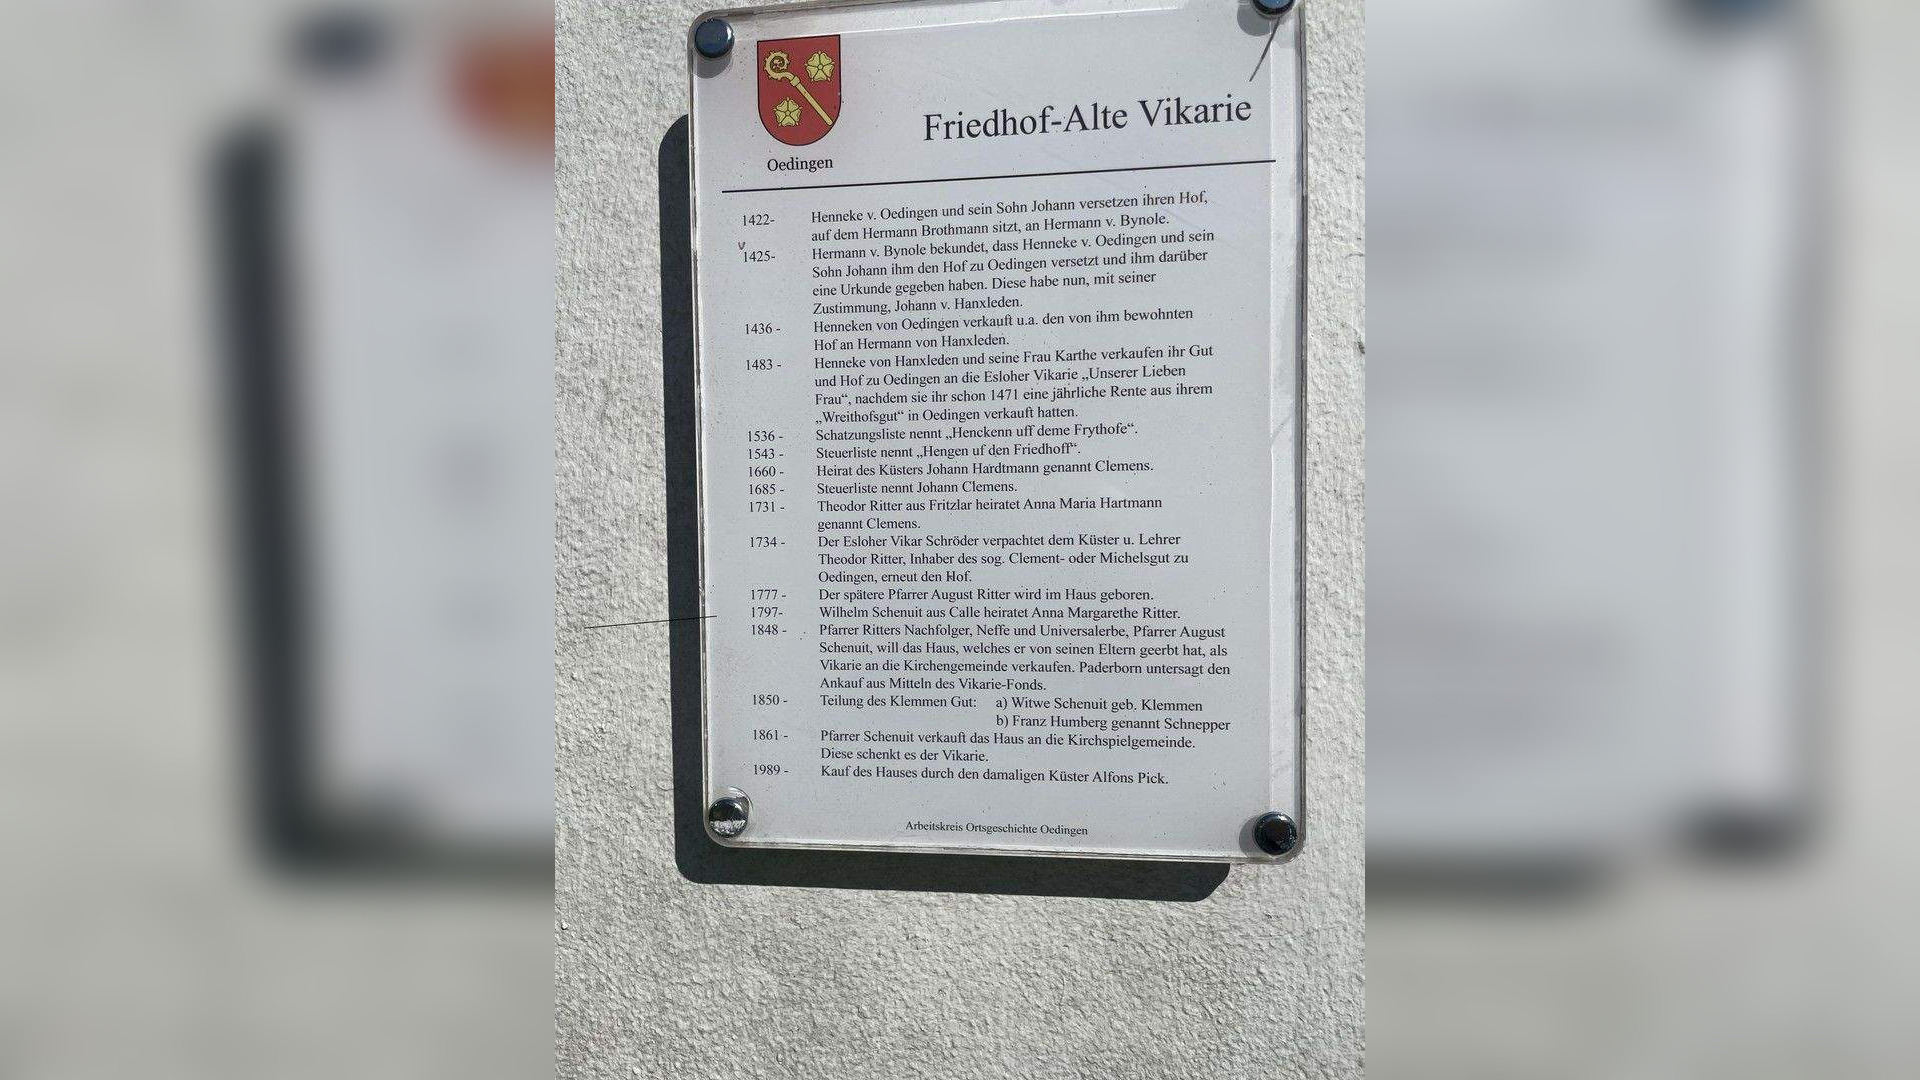 Oedingen
Friedhof-Alte Vikarie
1422- Henneke v. Oedingen und sein Sohn Johann versetzen ihren Hof,
auf dem Hermann Brothmann sitzt, an Hermann v. Bynole.
1425- Hermann v. Bynole bekundet, dass Henneke v. Oedingen und sein
Sohn Johann ihm den Hof zu Oedingen versetzt und ihm darüber
eine Urkunde gegeben haben. Diese habe nun, mit seiner
Zustimmung, Johann v. Hanxleden.
1436 - Henneken von Oedingen verkauft u.a. den von ihm bewohnten
Hof an Hermann von Hanxleden.
1483 - Henneke von Hanxleden und seine Frau Karthe verkaufen ihr Gut
und Hof zu Oedingen an die Esloher Vikarie „Unserer Lieben
Frau“, nachdem sie ihr schon 1471 eine jährliche Rente aus ihrem
„Wreithofsgut“ in Oedingen verkauft hatten.
1536 - Schatzungsliste nennt „Henckenn uff deme Frythofe“.
1543 - Steuerliste nennt „Hengen uf den Friedhoff“.
1660 - Heirat des Küsters Johann Hardtmann genannt Clemens.
1685 - Steuerliste nennt Johann Clemens.
1731 - Theodor Ritter aus Fritzlar heiratet Anna Maria Hartmann
genannt Clemens.
1734 - Der Esloher Vikar Schröder verpachtet dem Küster u. Lehrer
Theodor Ritter, Inhaber des sog. Clement- oder Michelsgut zu
Oedingen, erneut den Hof.
1777 - Der spätere Pfarrer August Ritter wird im Haus geboren.
1797- Wilhelm Schenuit aus Calle heiratet Anna Margarethe Ritter.
1848 - Pfarrer Ritters Nachfolger, Neffe und Universalerbe, Pfarrer August
Schenuit, will das Haus, welches er von seinen Eltern geerbt hat, als
Vikarie an die Kirchengemeinde verkaufen. Paderborn untersagt den
Ankauf aus Mitteln des Vikarie-Fonds.
1850 - Teilung des Klemmen Gut: a) Witwe Schenuit geb. Klemmen
b) Franz Humberg genannt Schnepper
1861 - Pfarrer Schenuit verkauft das Haus an die Kirchspielgemeinde.
Diese schenkt es der Vikarie.
1989 - Kauf des Hauses durch den damaligen Küster Alfons Pick.
Arbeitskreis Ortsgeschichte Oedingen